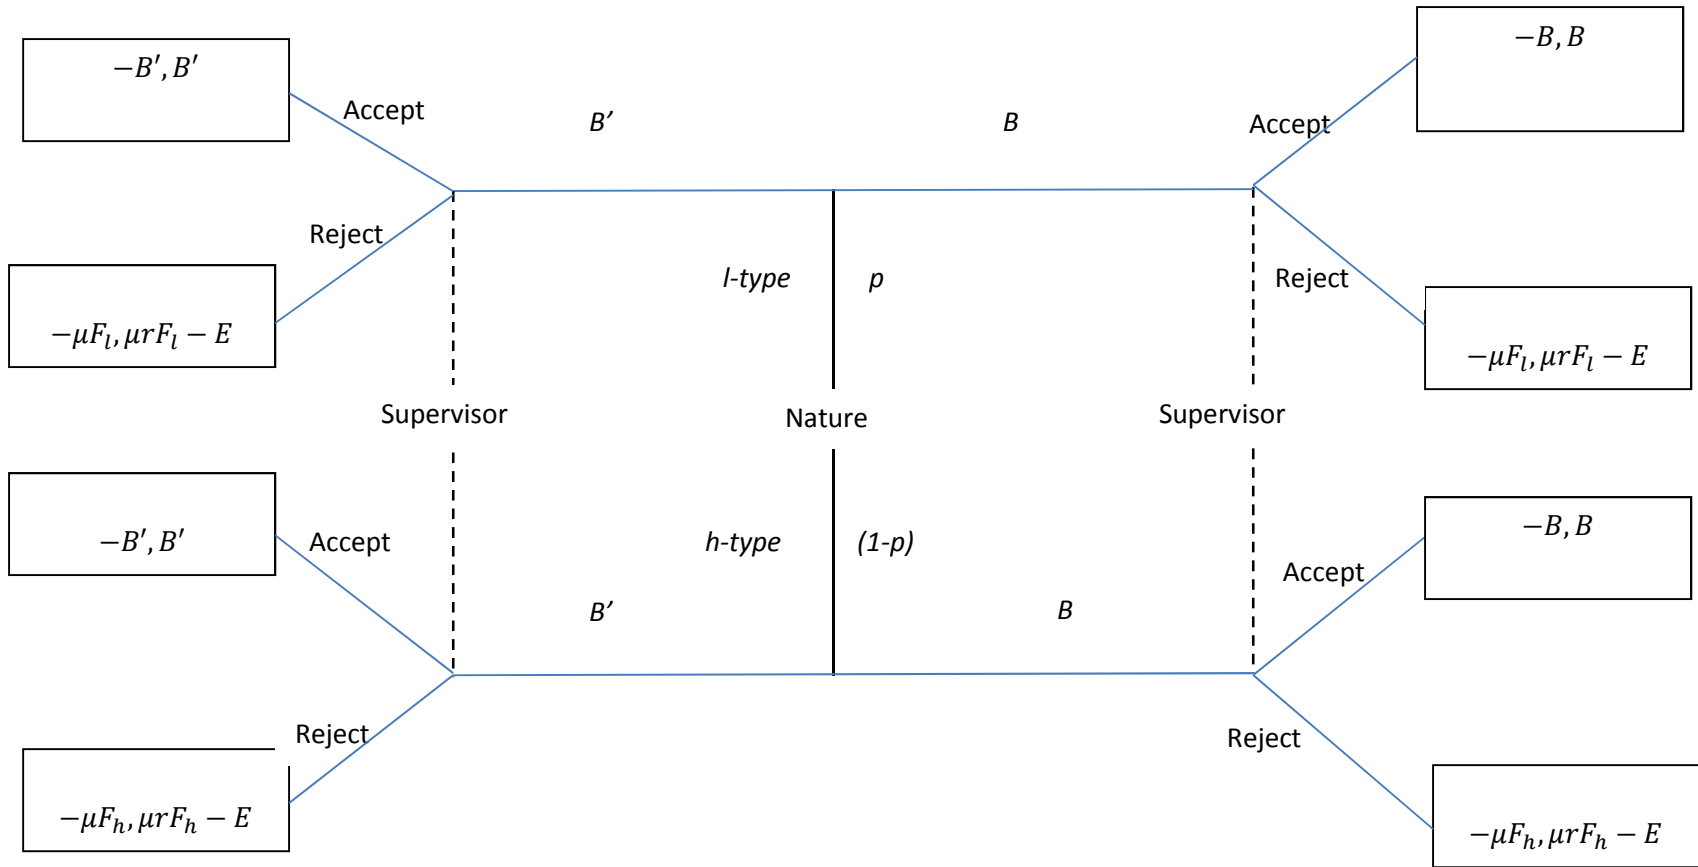 −B, B
−B′, B′
Accept
B’
B
Accept
Reject
l-type
p
Reject
−μF_l, μrF_l − E
−μF_l, μrF_l − E
Supervisor
Nature
Supervisor
−B, B
−B′, B′
Accept
h-type
(1-p)
Accept
B’
B
Reject
Reject
−μF_h, μrF_h − E
−μF_h, μrF_h − E